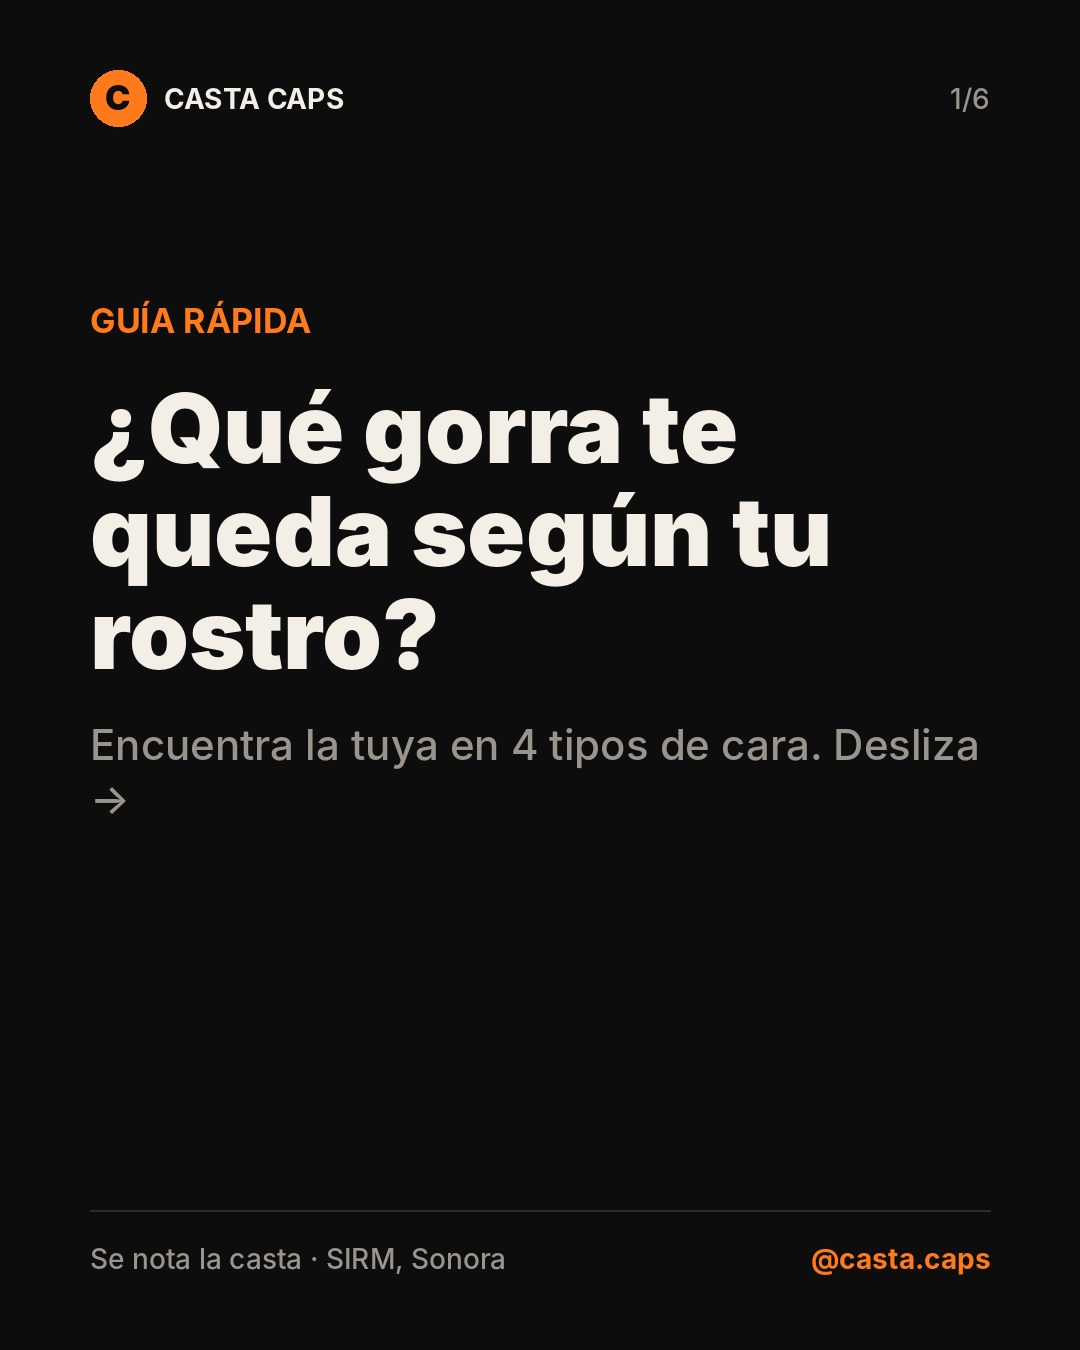 C CASTA CAPS
1/6
GUÍA RÁPIDA
¿Qué gorra te
queda según tu
rostro?
Encuentra la tuya en 4 tipos de cara. Desliza
→
Se nota la casta · SIRM, Sonora
@casta.caps